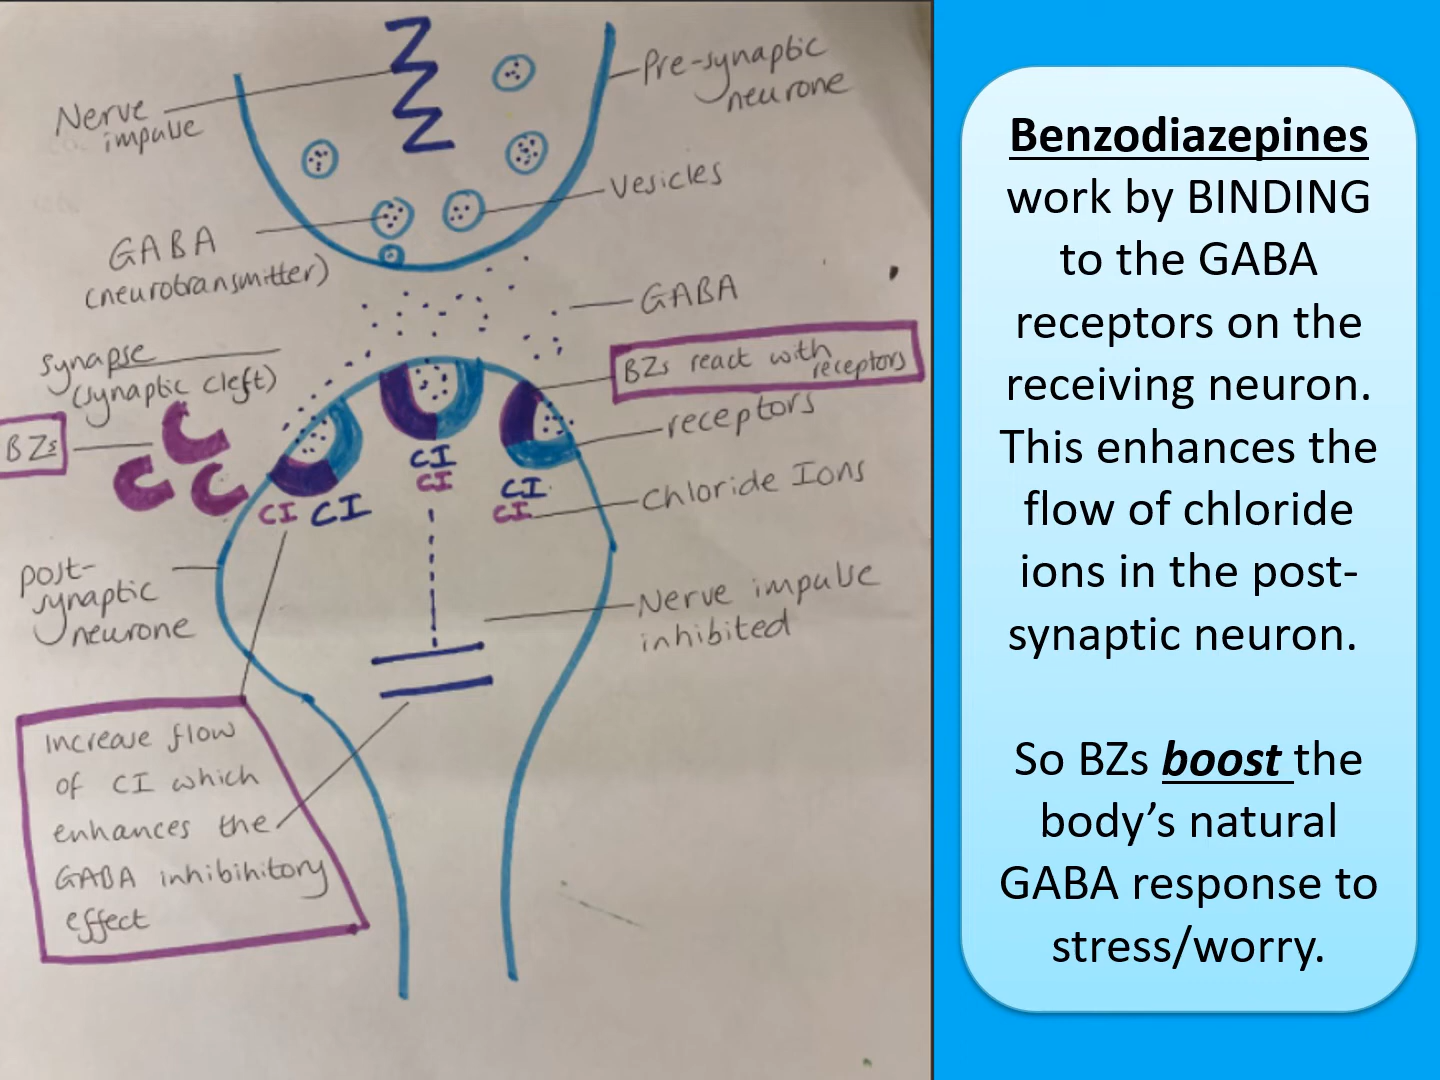 Nerve
impulse
Pre-synaptic
neurone
Vesicles
GABA
(neurotransmitter)
GABA
synapse
(synaptic cleft)
BZs react with
receptors
BZs
receptors
CI
CI
CI CI
CI
CI
Chloride Ions
post-
synaptic
neurone
Nerve impulse
inhibited
Increase flow
of CI which
enhances the
GABA inhibihitory
effect
Benzodiazepines
work by BINDING
to the GABA
receptors on the
receiving neuron.
This enhances the
flow of chloride
ions in the post-
synaptic neuron.
So BZs boost the
body’s natural
GABA response to
stress/worry.